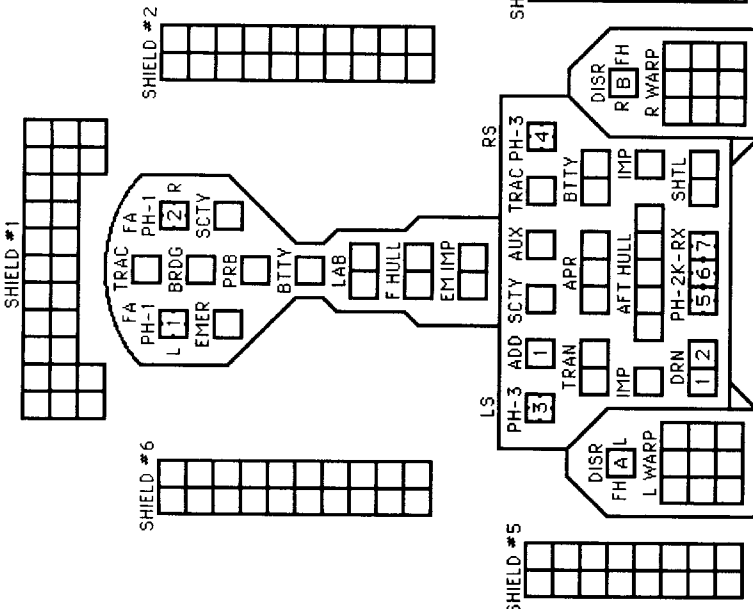 SHIELD #2
SH
SHIELD #1
TRAC
FA
PH-1
L
1
FA
PH-1
2
R
BRDG
EMER
SCTY
PRB
BTTY
LAB
F HULL
EM IMP
SHIELD #6
LS
RS
PH-3
3
ADD
1
SCTY
AUX
TRAC
PH-3
4
TRAN
APR
BTTY
IMP
AFT HULL
IMP
DRN
1 2
PH-2K-RX
5 6 7
SHTL
DISR
FH A L
L WARP
DISR
R B FH
R WARP
SHIELD #5